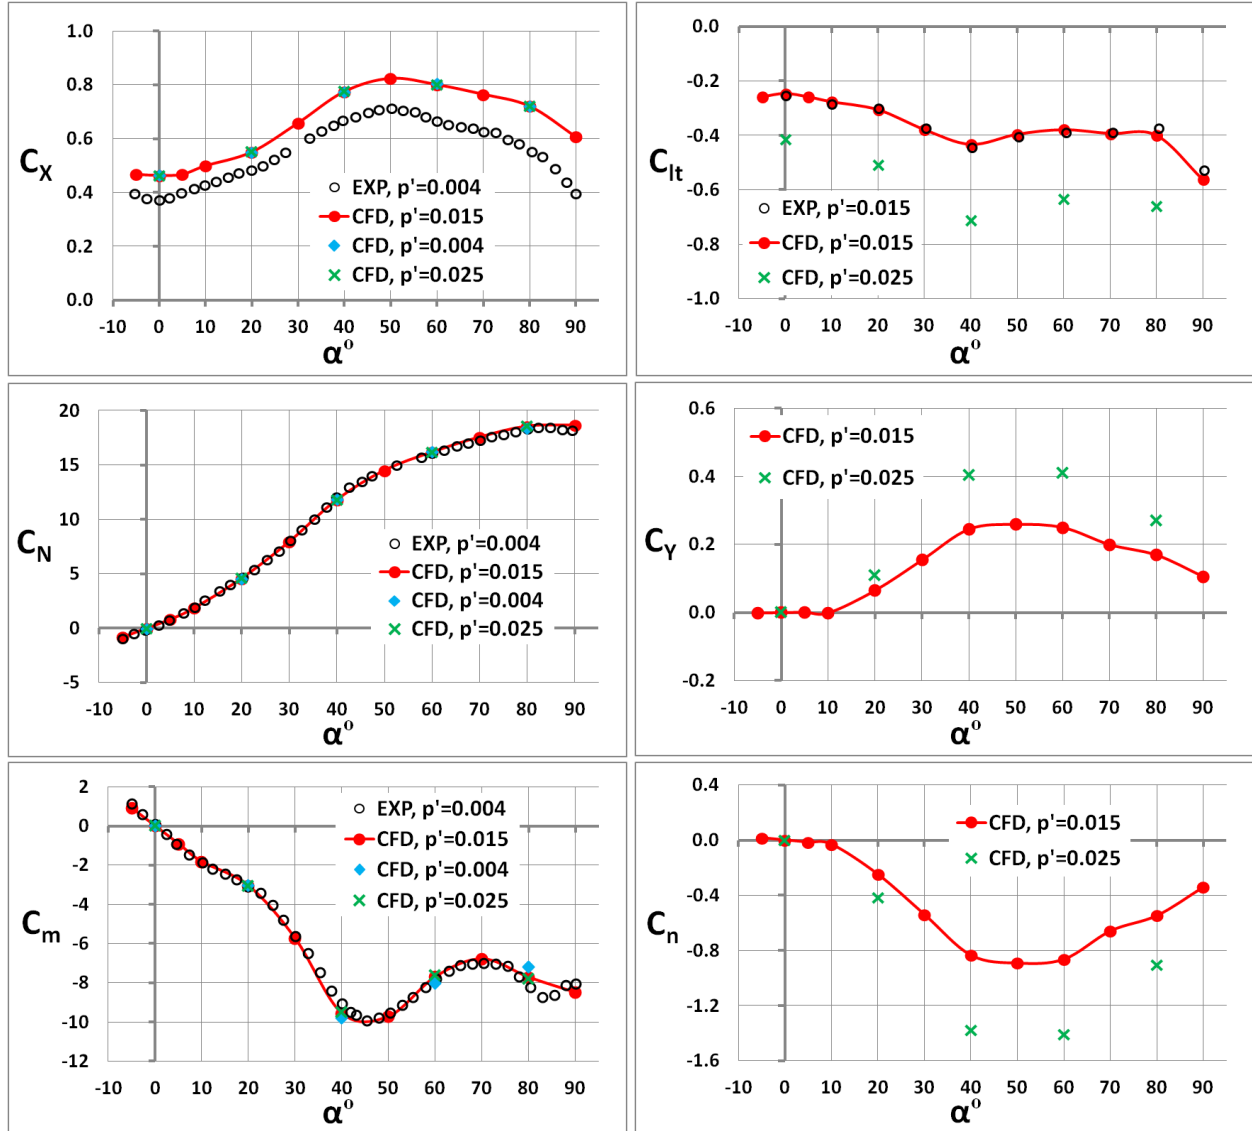 1.0
0.8
0.6
0.4
0.2
0.0
C_X
-10 0 10 20 30 40 50 60 70 80 90
α°
EXP, p'=0.004
CFD, p'=0.015
CFD, p'=0.004
CFD, p'=0.025
0.0
-0.2
-0.4
-0.6
-0.8
-1.0
C_lt
-10 0 10 20 30 40 50 60 70 80 90
α°
EXP, p'=0.015
CFD, p'=0.015
CFD, p'=0.025
20
15
10
5
0
-5
C_N
-10 0 10 20 30 40 50 60 70 80 90
α°
EXP, p'=0.004
CFD, p'=0.015
CFD, p'=0.004
CFD, p'=0.025
0.6
0.4
0.2
0.0
-0.2
C_Y
-10 0 10 20 30 40 50 60 70 80 90
α°
CFD, p'=0.015
CFD, p'=0.025
2
0
-2
-4
-6
-8
-10
-12
C_m
-10 0 10 20 30 40 50 60 70 80 90
α°
EXP, p'=0.004
CFD, p'=0.015
CFD, p'=0.004
CFD, p'=0.025
0.4
0.0
-0.4
-0.8
-1.2
-1.6
C_n
-10 0 10 20 30 40 50 60 70 80 90
α°
CFD, p'=0.015
CFD, p'=0.025